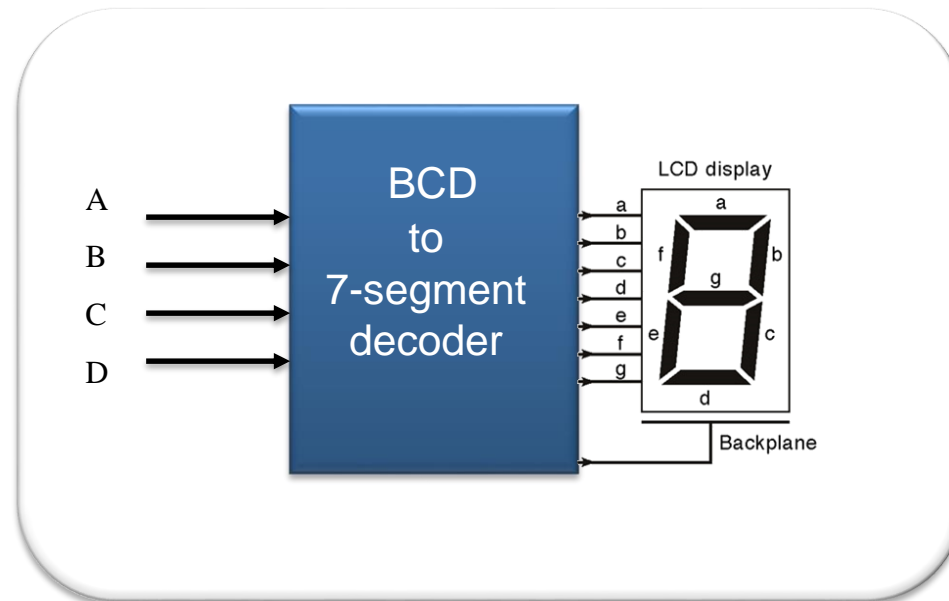 A
B
C
D
BCD
to
7-segment
decoder
a
b
c
d
e
f
g
LCD display
a
f
b
g
e
c
d
Backplane